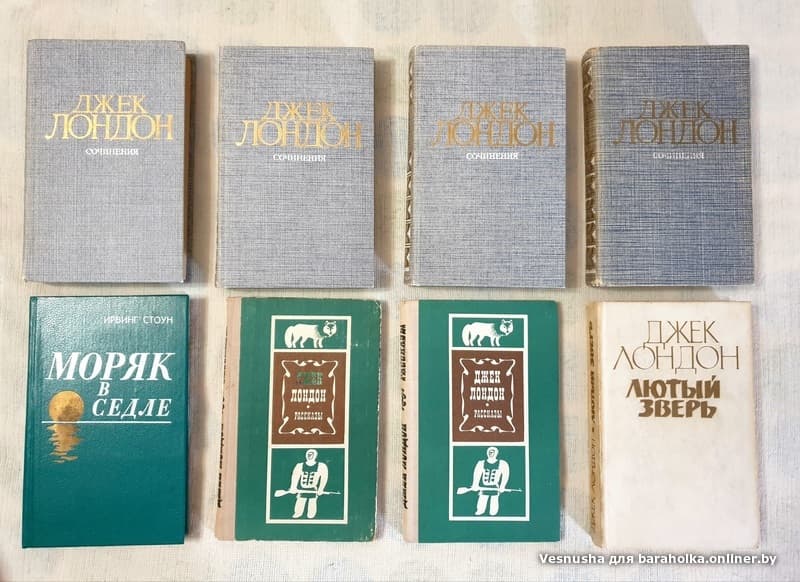 ДЖЕК
ЛОНДОН
СОЧИНЕНИЯ
ДЖЕК
ЛОНДОН
СОЧИНЕНИЯ
ДЖЕК
ЛОНДОН
СОЧИНЕНИЯ
ДЖЕК
ЛОНДОН
СОЧИНЕНИЯ
ИРВИНГ СТОУН
МОРЯК
В
СЕДЛЕ
ДЖЕК
ЛОНДОН
РАССКАЗЫ
ДЖЕК
ЛОНДОН
РАССКАЗЫ
ДЖЕК
ЛОНДОН
ЛЮТЫЙ
ЗВЕРЬ
ДЖЕК ЛОНДОН • ЛЮТЫЙ ЗВЕРЬ
Vesnusha для baraholka.onliner.by